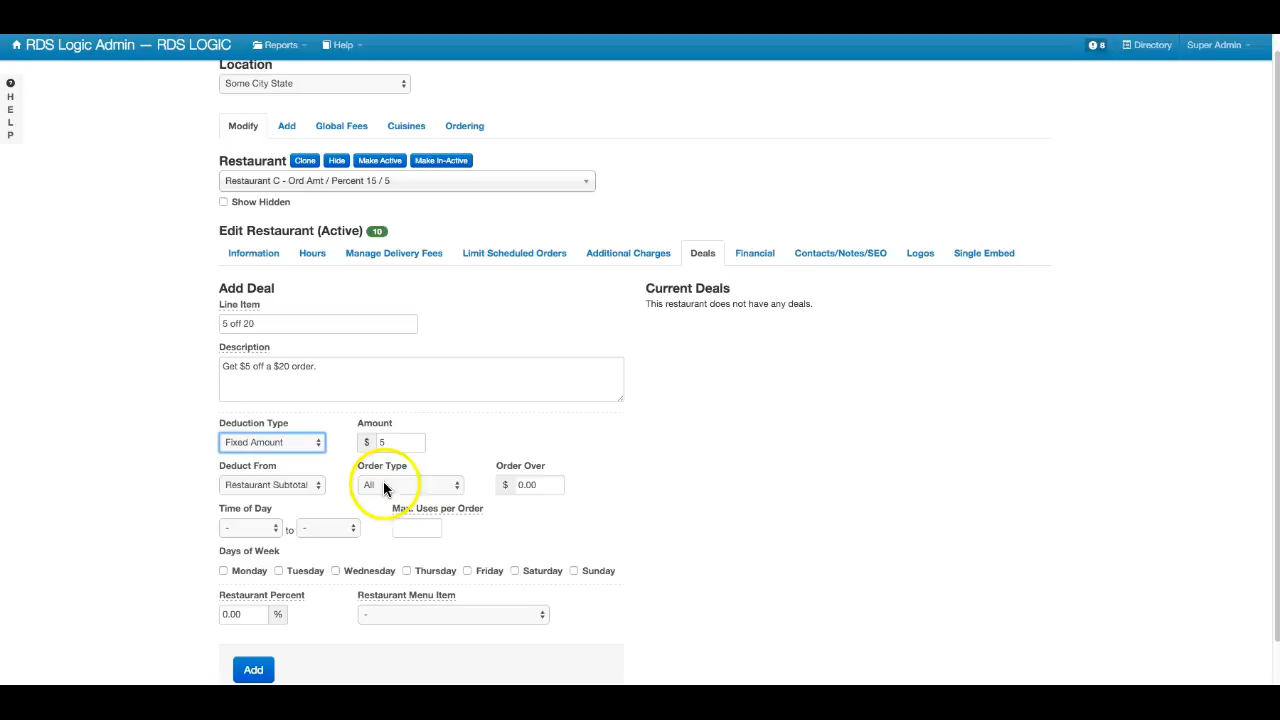 RDS Logic Admin — RDS LOGIC Reports Help 8 Directory Super Admin
Location
Some City State
? H E L P
Modify Add Global Fees Cuisines Ordering
Restaurant Clone Hide Make Active Make In-Active
Restaurant C - Ord Amt / Percent 15 / 5
Show Hidden
Edit Restaurant (Active) 10
Information Hours Manage Delivery Fees Limit Scheduled Orders Additional Charges Deals Financial Contacts/Notes/SEO Logos Single Embed
Add Deal Current Deals
Line Item This restaurant does not have any deals.
5 off 20
Description
Get $5 off a $20 order.
Deduction Type Amount
Fixed Amount $ 5
Deduct From Order Type Order Over
Restaurant Subtotal All $ 0.00
Time of Day Max. Uses per Order
- to -
Days of Week
Monday Tuesday Wednesday Thursday Friday Saturday Sunday
Restaurant Percent Restaurant Menu Item
0.00 % -
Add